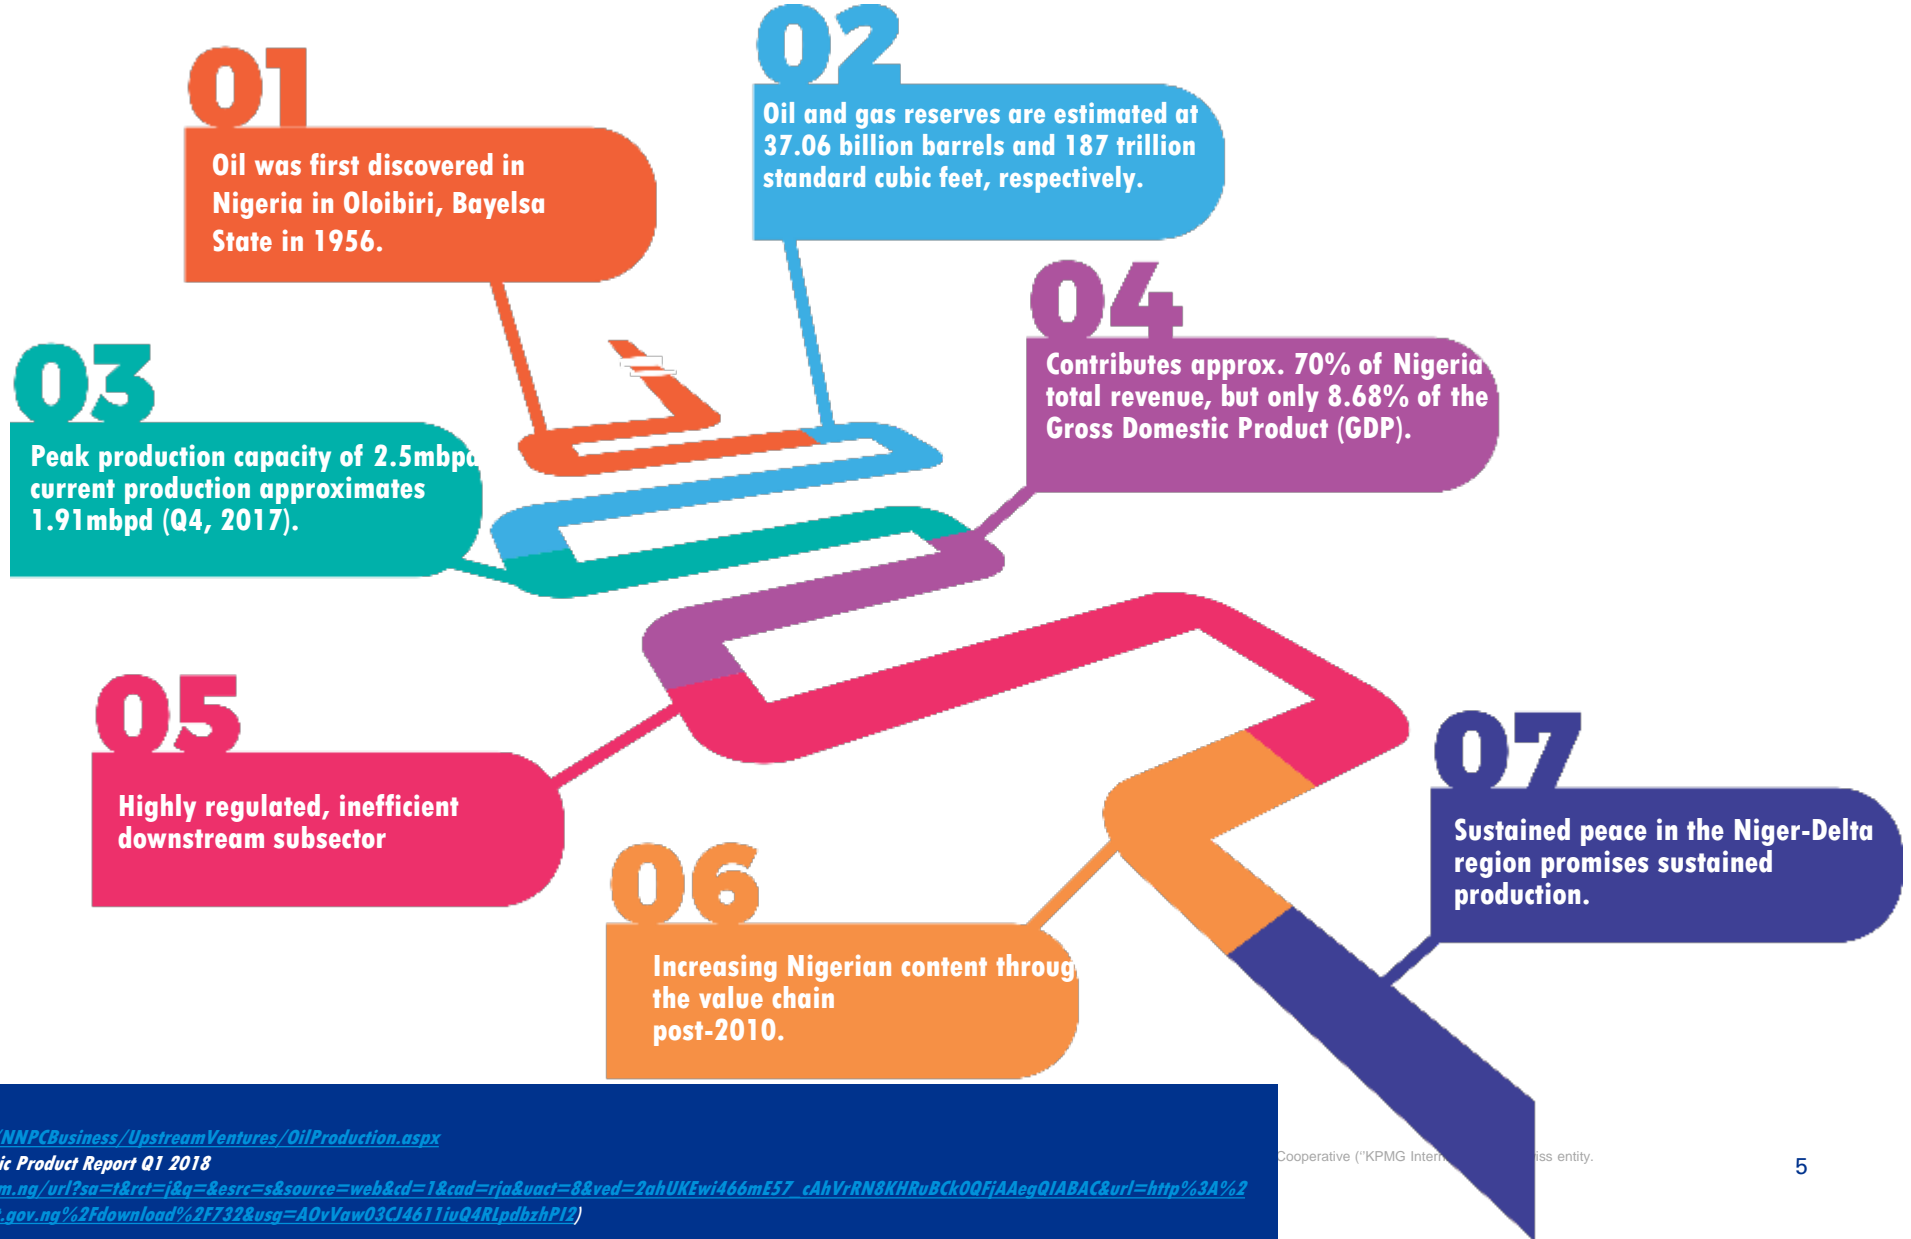 01
Oil was first discovered in
Nigeria in Oloibiri, Bayelsa
State in 1956.
02
Oil and gas reserves are estimated at
37.06 billion barrels and 187 trillion
standard cubic feet, respectively.
03
Peak production capacity of 2.5mbpd
current production approximates
1.91mbpd (Q4, 2017).
04
Contributes approx. 70% of Nigeria
total revenue, but only 8.68% of the
Gross Domestic Product (GDP).
05
Highly regulated, inefficient
downstream subsector
06
Increasing Nigerian content throug
the value chain
post-2010.
07
Sustained peace in the Niger-Delta
region promises sustained
production.
/NNPCBusiness/UpstreamVentures/OilProduction.aspx
ic Product Report Q1 2018
m.ng/url?sa=t&rct=j&q=&esrc=s&source=web&cd=1&cad=rja&uact=8&ved=2ahUKEwi466mE57_cAhVrRN8KHRuBCk0QFjAAegQIABAC&url=http%3A%2
.gov.ng%2Fdownload%2F732&usg=AOvVaw03CJ4611iuQ4RLpdbzhPI2)
Cooperative ("KPMG Intern iss entity.
5